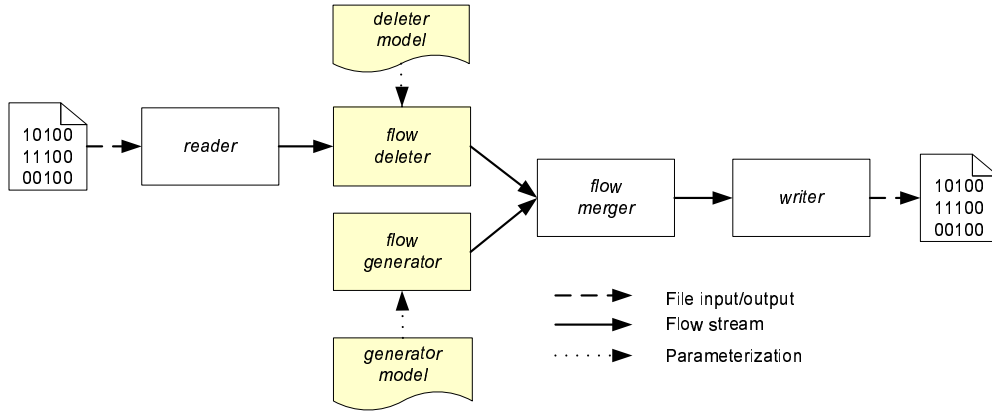 deleter
model
10100
11100
00100
reader
flow
deleter
flow
generator
generator
model
flow
merger
writer
10100
11100
00100
File input/output
Flow stream
Parameterization